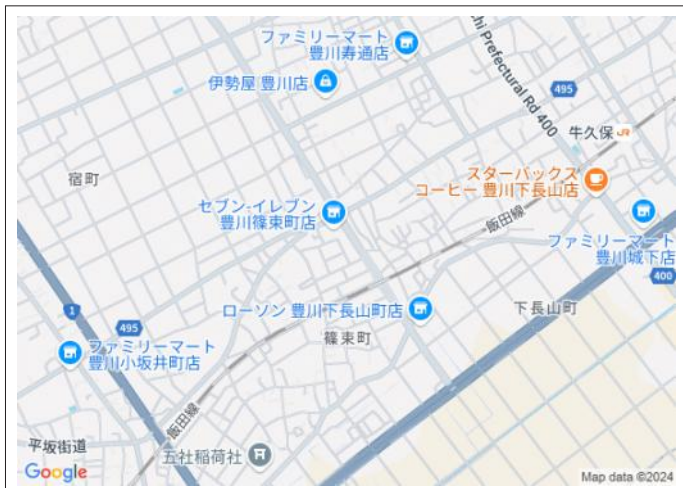 ファミリーマート
豊川寿通店
伊勢屋 豊川店
chi Prefectural Rd 400
495
牛久保
JR
スターバックス
コーヒー 豊川下長山店
宿町
セブン-イレブン
豊川篠束町店
飯田線
ファミリーマート
豊川城下店
400
ローソン 豊川下長山町店
下長山町
1
495
篠束町
ファミリーマート
豊川小坂井町店
飯田線
平坂街道
五社稲荷社
Google
Map data ©2024